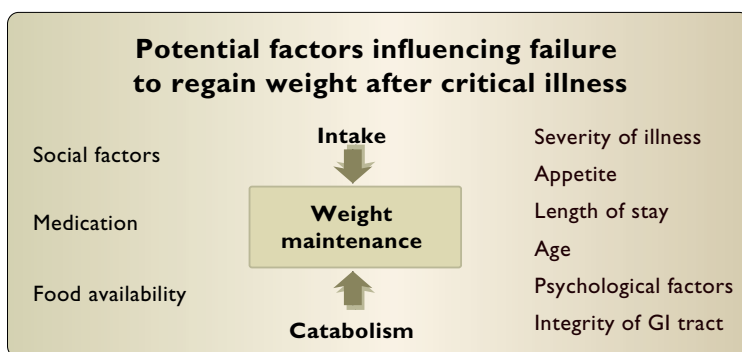 Potential factors influencing failure
to regain weight after critical illness
Social factors
Medication
Food availability
Intake
Weight
maintenance
Catabolism
Severity of illness
Appetite
Length of stay
Age
Psychological factors
Integrity of GI tract